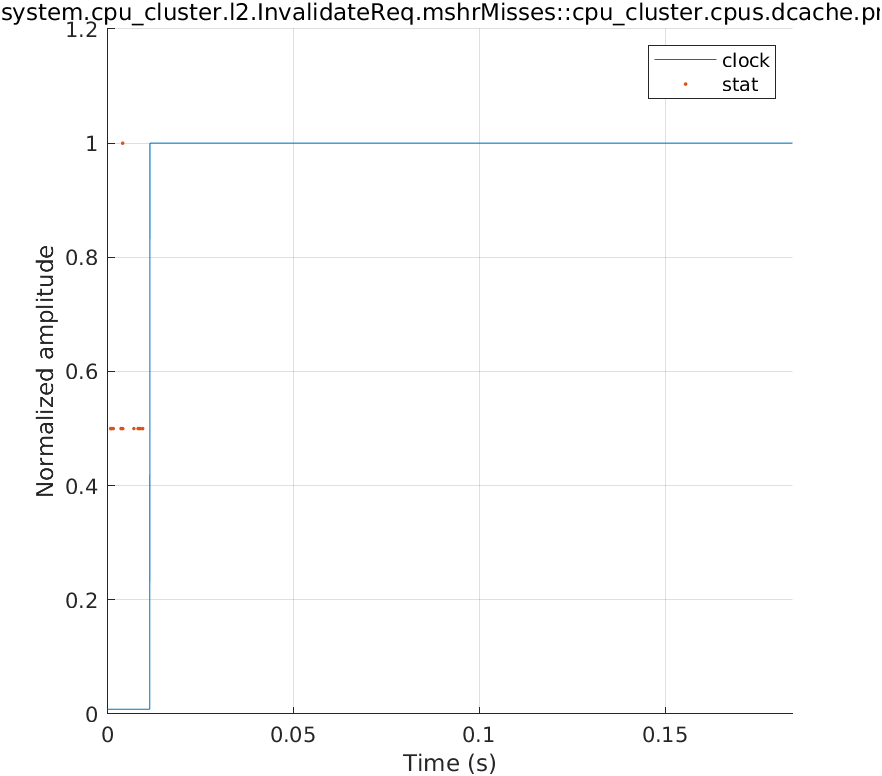 system.cpu_cluster.l2.InvalidateReq.mshrMisses::cpu_cluster.cpus.dcache.pr
1.2
clock
stat
1
0.8
Normalized amplitude
0.6
0.4
0.2
0
0
0.05
0.1
0.15
Time (s)